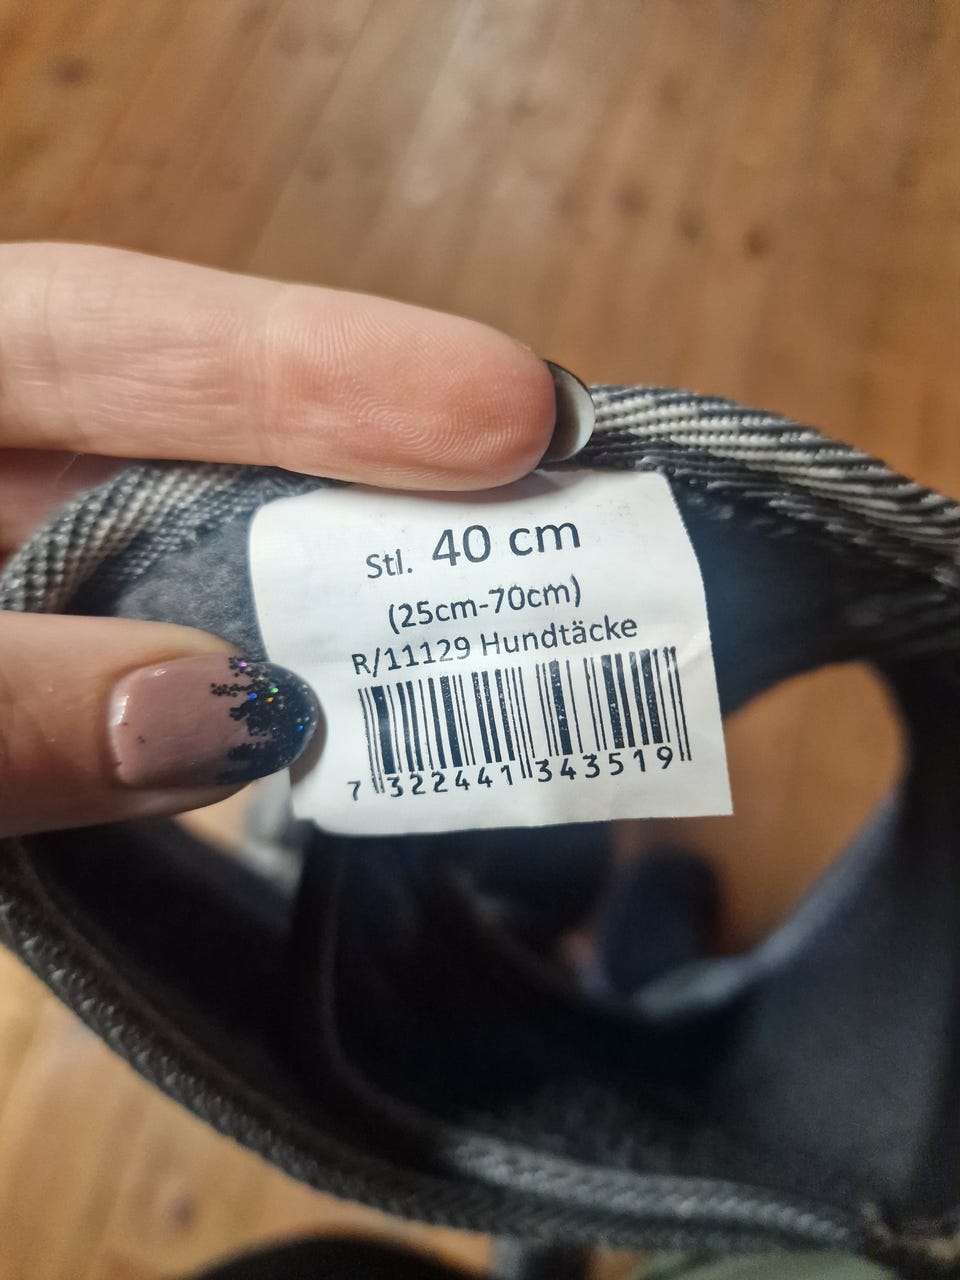 Stl. 40 cm
(25cm-70cm)
R/11129 Hundtäcke
7 322441 343519